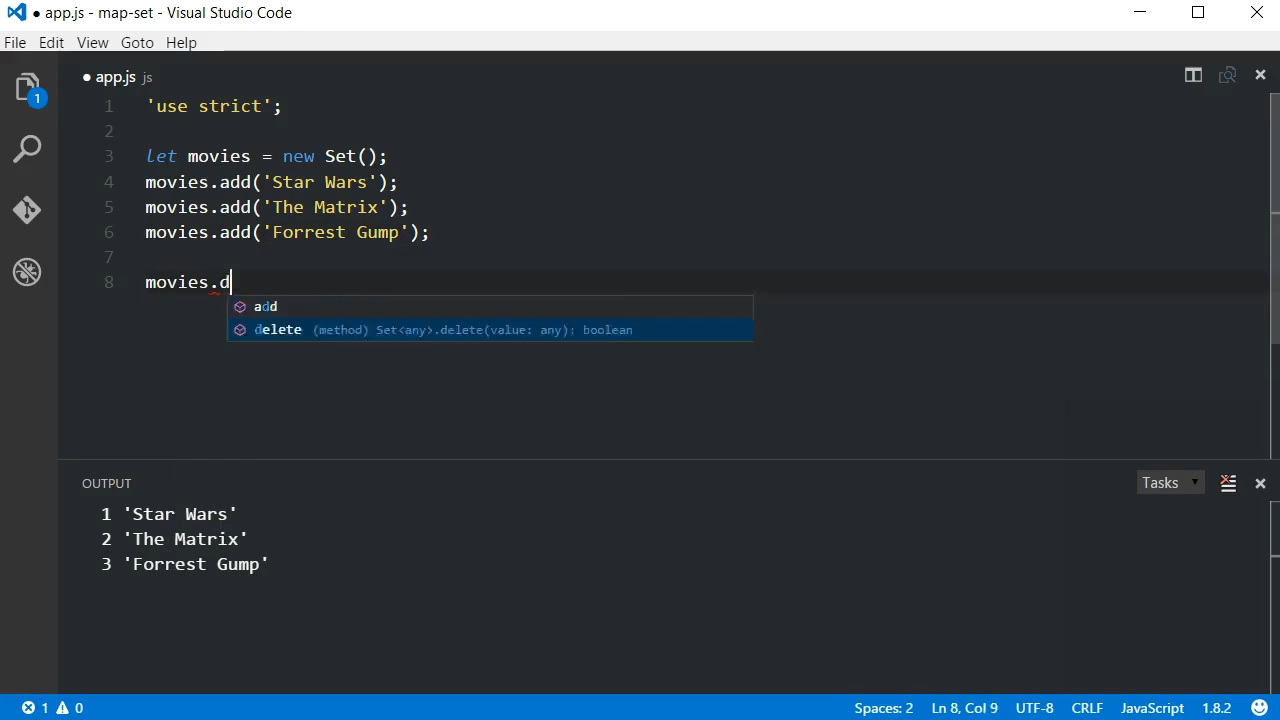 ● app.js - map-set - Visual Studio Code
File Edit View Goto Help
1
● app.js js
1 'use strict';
2
3 let movies = new Set();
4 movies.add('Star Wars');
5 movies.add('The Matrix');
6 movies.add('Forrest Gump');
7
8 movies.d
add
delete (method) Set<any>.delete(value: any): boolean
OUTPUT Tasks
1 'Star Wars'
2 'The Matrix'
3 'Forrest Gump'
1 0 Spaces: 2 Ln 8, Col 9 UTF-8 CRLF JavaScript 1.8.2